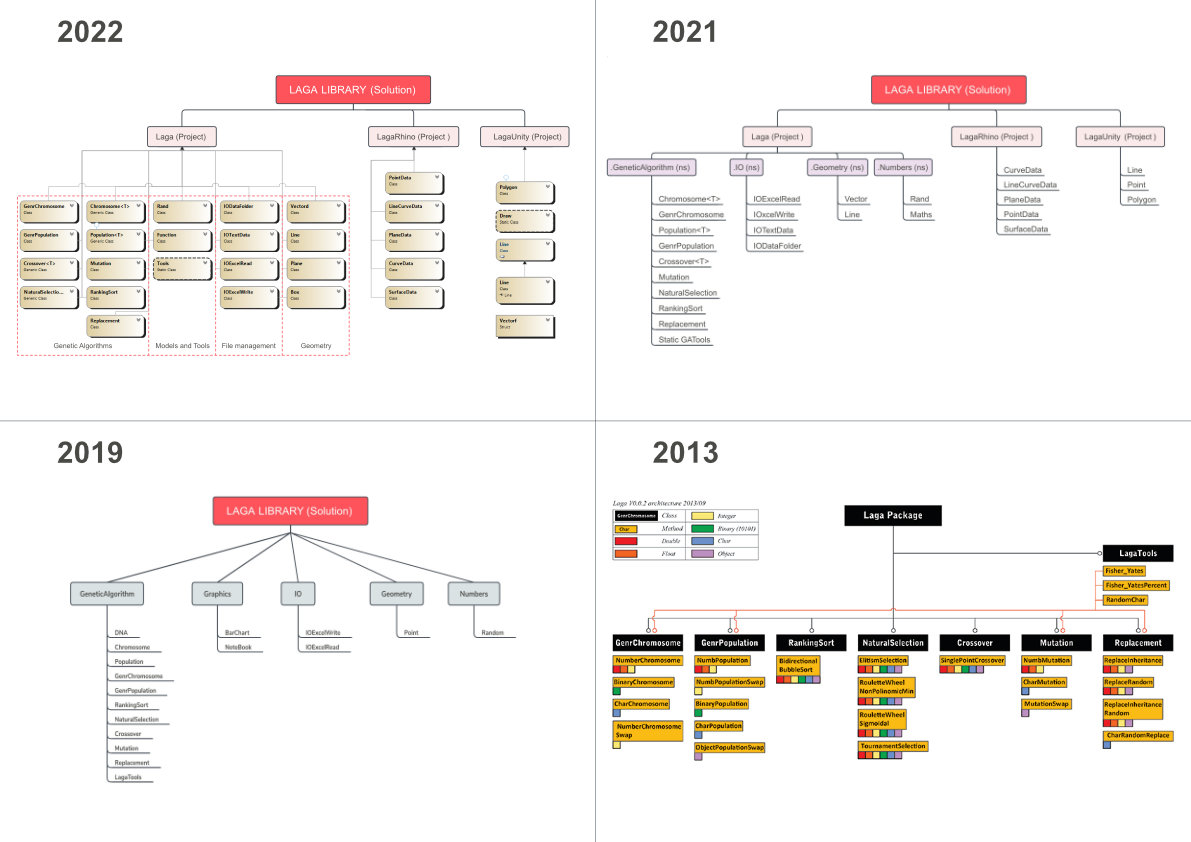 2022
LAGA LIBRARY (Solution)
Laga (Project)
LagaRhino (Project )
LagaUnity (Project)
GenrChromosome
Class
Chromosome<T>
Generic Class
Rand
Class
IODataFolder
Class
Vectord
Class
GenrPopulation
Class
Population<T>
Generic Class
Function
Class
IOTextData
Class
Line
Class
Crossover<T>
Generic Class
Mutation
Class
Tools
Static Class
IOExcelRead
Class
Plane
Class
NaturalSelectio...
Generic Class
RankingSort
Class
IOExcelWrite
Class
Box
Class
Replacement
Class
Genetic Algorithms
Models and Tools
File management
Geometry
PointData
Class
LineCurveData
Class
PlaneData
Class
CurveData
Class
SurfaceData
Class
Polygon
Class
Draw
Static Class
Line
Class
Line
Class
Line
Vectorf
Struct
2021
LAGA LIBRARY (Solution)
Laga (Project )
LagaRhino (Project )
LagaUnity (Project )
.GeneticAlgorithm (ns)
.IO (ns)
.Geometry (ns)
.Numbers (ns)
Chromosome<T>
GenrChromosome
Population<T>
GenrPopulation
Crossover<T>
Mutation
NaturalSelection
RankingSort
Replacement
Static GATools
IOExcelRead
IOxcelWrite
IOTextData
IODataFolder
Vector
Line
Rand
Maths
CurveData
LineCurveData
PlaneData
PointData
SurfaceData
Line
Point
Polygon
2019
LAGA LIBRARY (Solution)
GeneticAlgorithm
Graphics
IO
Geometry
Numbers
DNA
Chromosome
Population
GenrChromosome
GenrPopulation
RankingSort
NaturalSelection
Crossover
Mutation
Replacement
LagaTools
BarChart
NoteBook
IOExcelWrite
IOExcelRead
Point
Random
2013
Laga V0.0.2 architecture 2013/09
GenrChromosome Class Integer
Char Method Binary (10101)
Double Char
Float Object
Laga Package
LagaTools
Fisher_Yates
Fisher_YatesPercent
RandomChar
GenrChromosome
NumberChromosome
BinaryChromosome
CharChromosome
NumberChromosome
Swap
GenrPopulation
NumbPopulation
NumbPopulationSwap
BinaryPopulation
CharPopulation
ObjectPopulationSwap
RankingSort
Bidirectional
BubbleSort
NaturalSelection
ElitismSelection
RouletteWheel
NonPolinomicMin
RouletteWheel
Sigmoidal
TournamentSelection
Crossover
SinglePointCrossover
Mutation
NumbMutation
CharMutation
MutationSwap
Replacement
ReplaceInheritance
ReplaceRandom
ReplaceInheritance
Random
CharRandomReplace